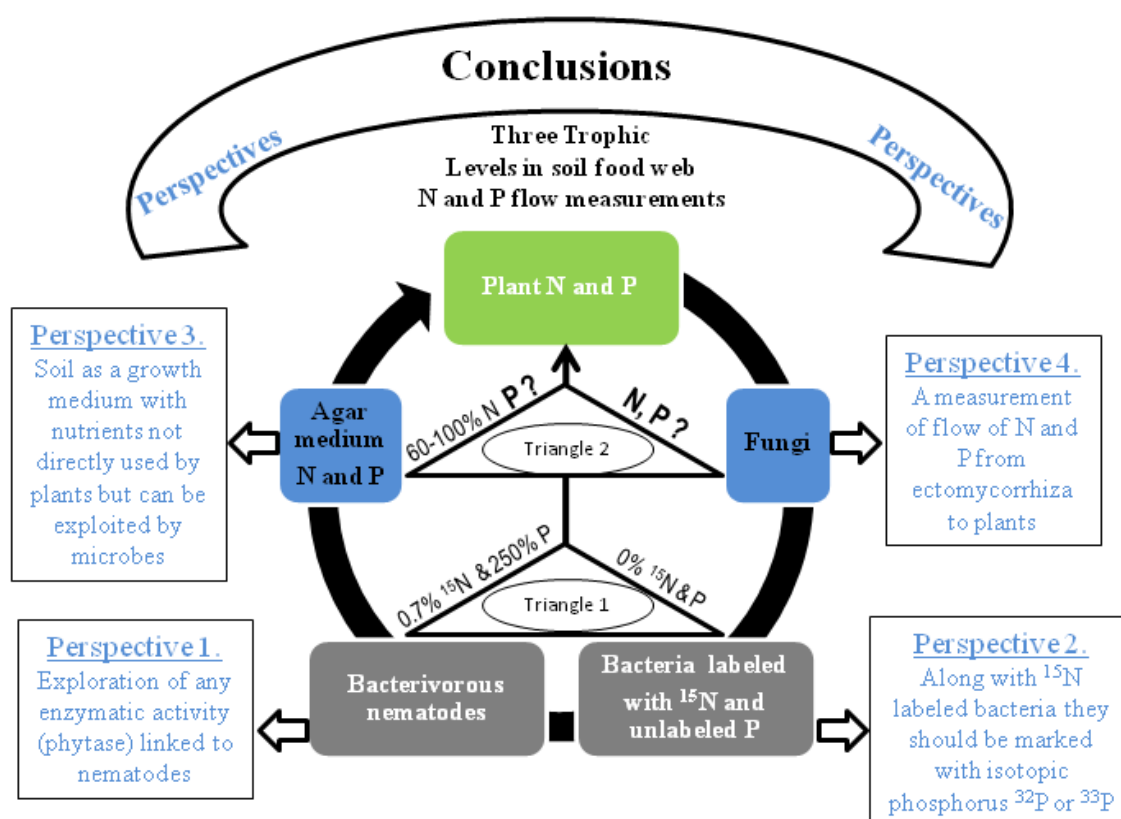 Conclusions
Perspectives
Perspectives
Three Trophic
Levels in soil food web
N and P flow measurements
Plant N and P
Perspective 3.
Soil as a growth
medium with
nutrients not
directly used by
plants but can be
exploited by
microbes
Agar
medium
N and P
60-100% N P ?
N, P ?
Triangle 2
Fungi
Perspective 4.
A measurement
of flow of N and
P from
ectomycorrhiza
to plants
0.7% ¹⁵N & 250% P
0% ¹⁵N & P
Triangle 1
Perspective 1.
Exploration of any
enzymatic activity
(phytase) linked to
nematodes
Bacterivorous
nematodes
Bacteria labeled
with ¹⁵N and
unlabeled P
Perspective 2.
Along with ¹⁵N
labeled bacteria they
should be marked
with isotopic
phosphorus ³²P or ³³P